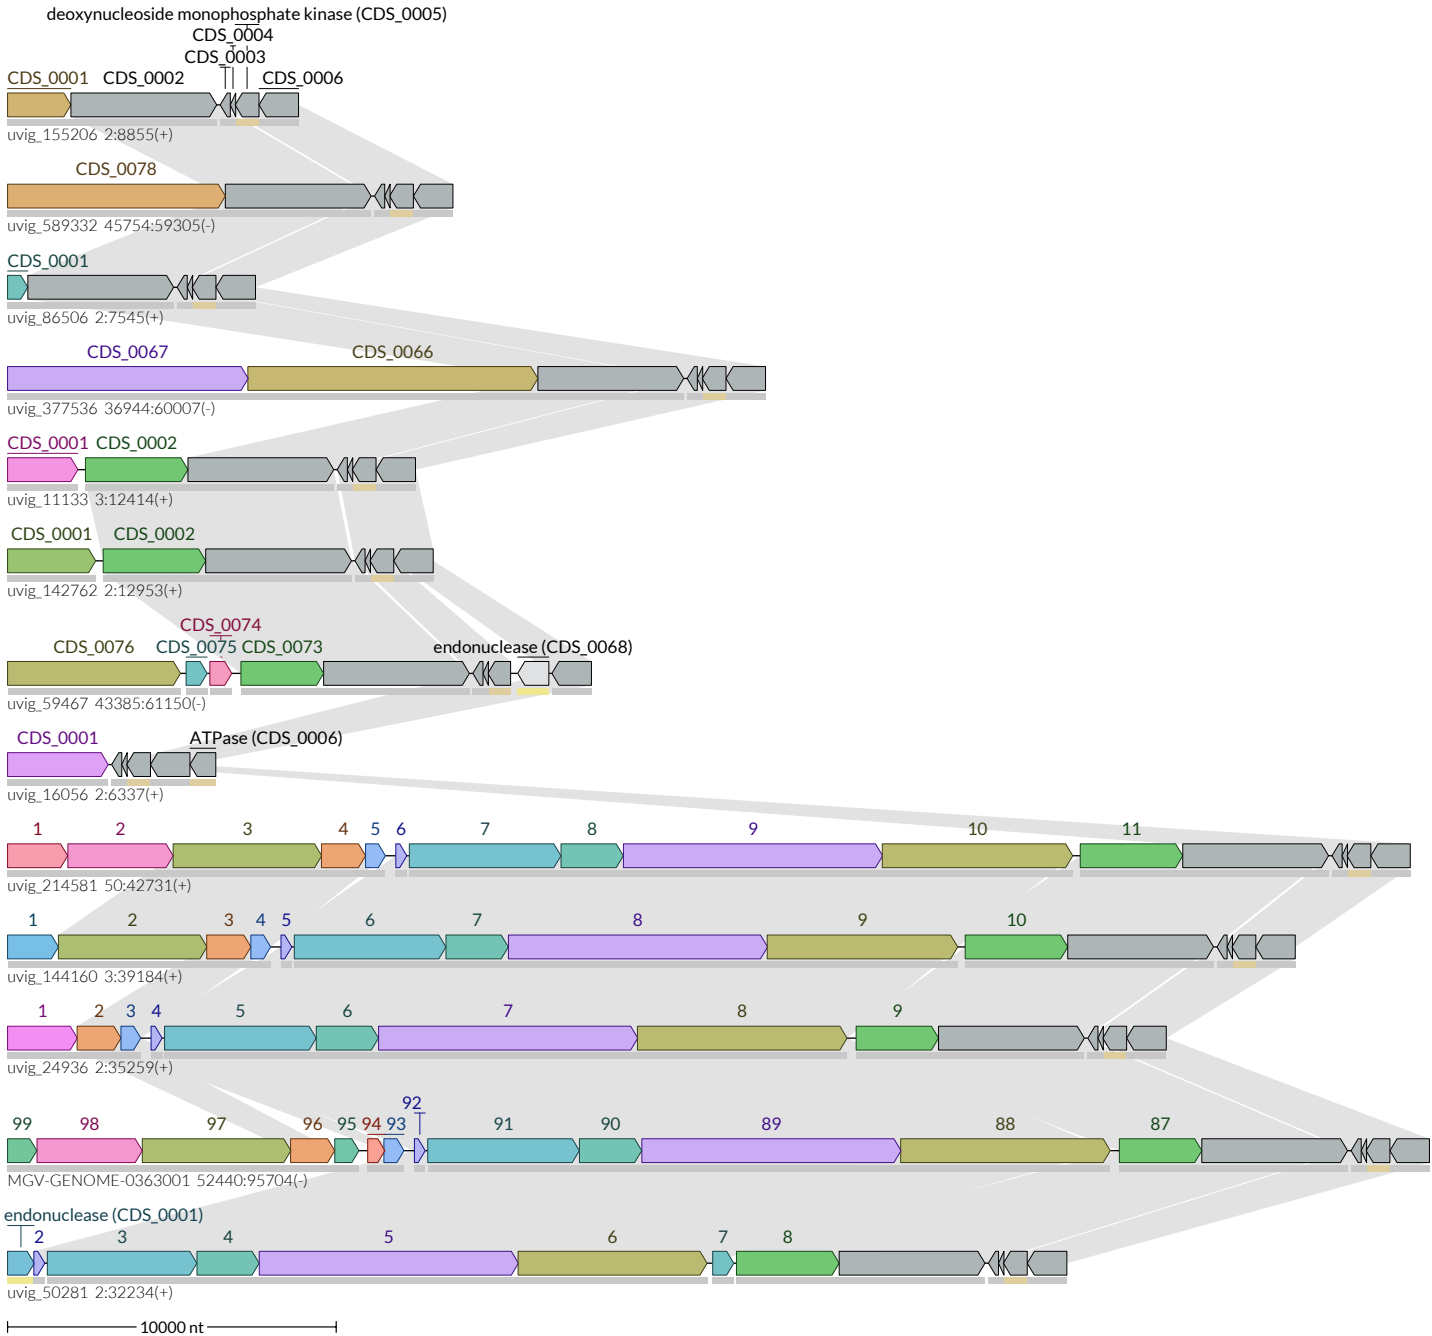 deoxynucleoside monophosphate kinase (CDS_0005)
CDS_0004
CDS_0003
CDS_0001 CDS_0002 CDS_0006
uvig_155206 2:8855(+)
CDS_0078
uvig_589332 45754:59305(-)
CDS_0001
uvig_86506 2:7545(+)
CDS_0067 CDS_0066
uvig_377536 36944:60007(-)
CDS_0001 CDS_0002
uvig_11133 3:12414(+)
CDS_0001 CDS_0002
uvig_142762 2:12953(+)
CDS_0074
CDS_0076 CDS_0075 CDS_0073 endonuclease (CDS_0068)
uvig_59467 43385:61150(-)
CDS_0001 ATPase (CDS_0006)
uvig_16056 2:6337(+)
1 2 3 4 5 6 7 8 9 10 11
uvig_214581 50:42731(+)
1 2 3 4 5 6 7 8 9 10
uvig_144160 3:39184(+)
1 2 3 4 5 6 7 8 9
uvig_24936 2:35259(+)
92
99 98 97 96 95 94 93 91 90 89 88 87
MGV-GENOME-0363001 52440:95704(-)
endonuclease (CDS_0001)
2 3 4 5 6 7 8
uvig_50281 2:32234(+)
10000 nt